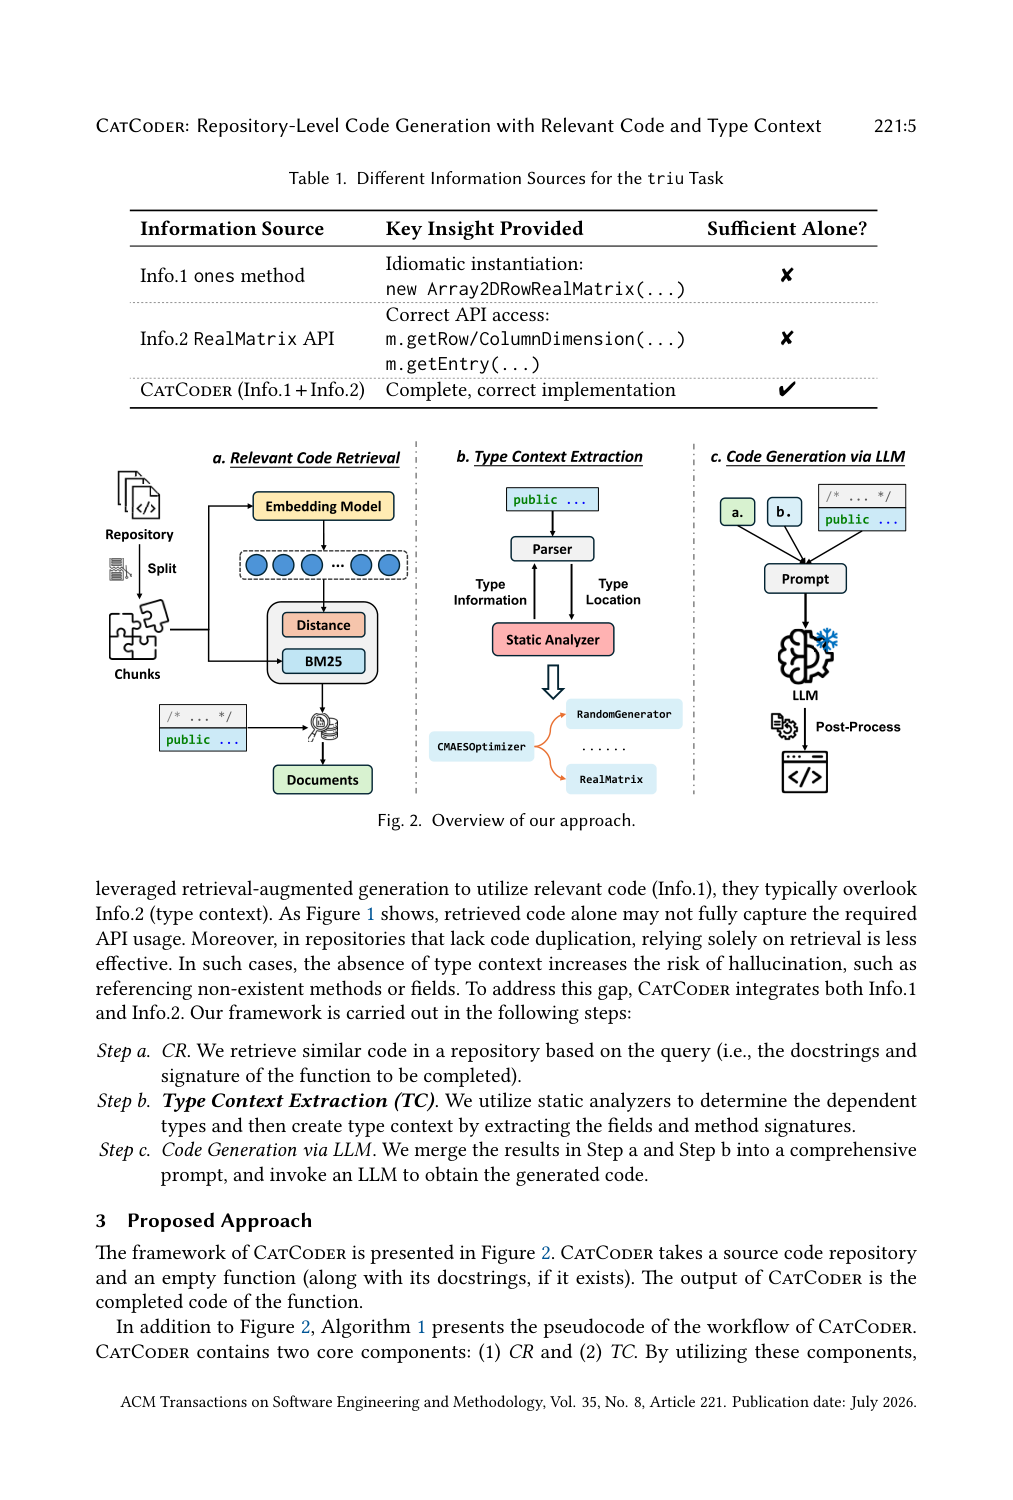 CATCODER: Repository-Level Code Generation with Relevant Code and Type Context 221:5
Table 1. Different Information Sources for the triu Task
Information Source Key Insight Provided Sufficient Alone?
Info.1 ones method Idiomatic instantiation: ✘
new Array2DRowRealMatrix(...)
Correct API access:
Info.2 RealMatrix API m.getRow/ColumnDimension(...) ✘
m.getEntry(...)
CATCODER (Info.1 + Info.2) Complete, correct implementation ✔
a. Relevant Code Retrieval
Repository
Split
Chunks
Embedding Model
...
Distance
BM25
/* ... */
public ...
Documents
b. Type Context Extraction
public ...
Parser
Type
Information
Type
Location
Static Analyzer
CMAESOptimizer
RandomGenerator
......
RealMatrix
c. Code Generation via LLM
a.
b.
/* ... */
public ...
Prompt
LLM
Post-Process
Fig. 2. Overview of our approach.
leveraged retrieval-augmented generation to utilize relevant code (Info.1), they typically overlook
Info.2 (type context). As Figure 1 shows, retrieved code alone may not fully capture the required
API usage. Moreover, in repositories that lack code duplication, relying solely on retrieval is less
effective. In such cases, the absence of type context increases the risk of hallucination, such as
referencing non-existent methods or fields. To address this gap, CATCODER integrates both Info.1
and Info.2. Our framework is carried out in the following steps:
Step a. CR. We retrieve similar code in a repository based on the query (i.e., the docstrings and
signature of the function to be completed).
Step b. Type Context Extraction (TC). We utilize static analyzers to determine the dependent
types and then create type context by extracting the fields and method signatures.
Step c. Code Generation via LLM. We merge the results in Step a and Step b into a comprehensive
prompt, and invoke an LLM to obtain the generated code.
3 Proposed Approach
The framework of CATCODER is presented in Figure 2. CATCODER takes a source code repository
and an empty function (along with its docstrings, if it exists). The output of CATCODER is the
completed code of the function.
In addition to Figure 2, Algorithm 1 presents the pseudocode of the workflow of CATCODER.
CATCODER contains two core components: (1) CR and (2) TC. By utilizing these components,
ACM Transactions on Software Engineering and Methodology, Vol. 35, No. 8, Article 221. Publication date: July 2026.